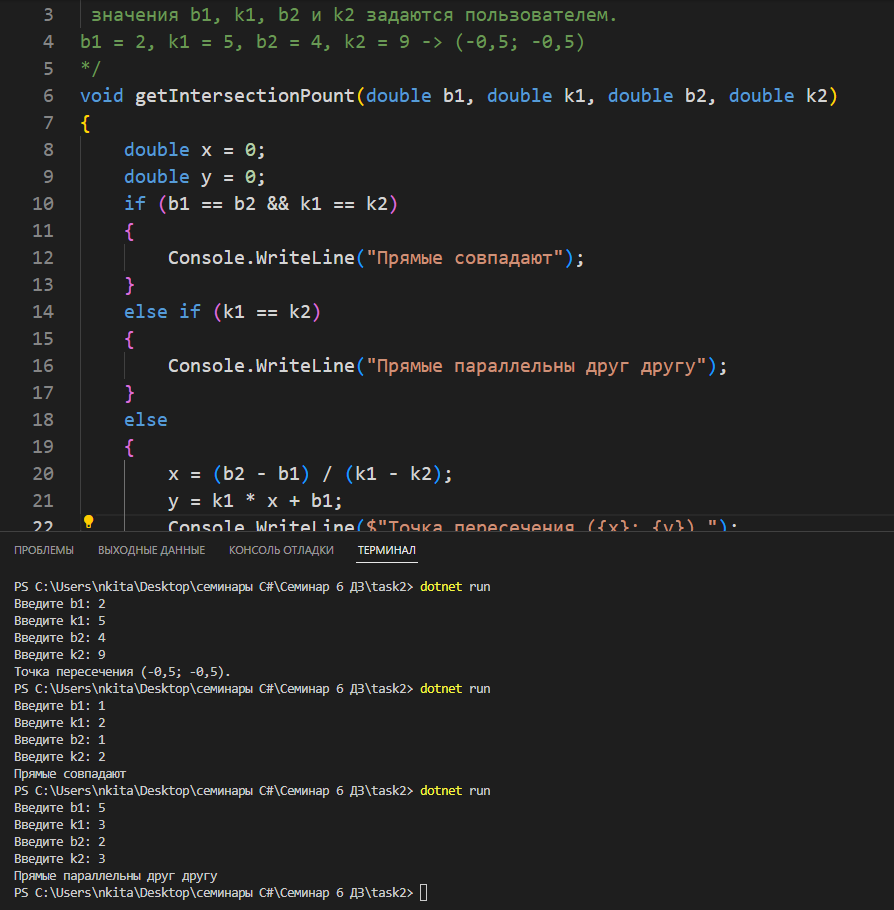 3 значения b1, k1, b2 и k2 задаются пользователем.
4 b1 = 2, k1 = 5, b2 = 4, k2 = 9 -> (-0,5; -0,5)
5 */
6 void getIntersectionPount(double b1, double k1, double b2, double k2)
7 {
8     double x = 0;
9     double y = 0;
10     if (b1 == b2 && k1 == k2)
11     {
12         Console.WriteLine("Прямые совпадают");
13     }
14     else if (k1 == k2)
15     {
16         Console.WriteLine("Прямые параллельны друг другу");
17     }
18     else
19     {
20         x = (b2 - b1) / (k1 - k2);
21         y = k1 * x + b1;
22         Console.WriteLine($"Точка пересечения ({x}; {y}).");
ПРОБЛЕМЫ ВЫХОДНЫЕ ДАННЫЕ КОНСОЛЬ ОТЛАДКИ ТЕРМИНАЛ
PS C:\Users\nkita\Desktop\семинары C#\Семинар 6 ДЗ\task2> dotnet run
Введите b1: 2
Введите k1: 5
Введите b2: 4
Введите k2: 9
Точка пересечения (-0,5; -0,5).
PS C:\Users\nkita\Desktop\семинары C#\Семинар 6 ДЗ\task2> dotnet run
Введите b1: 1
Введите k1: 2
Введите b2: 1
Введите k2: 2
Прямые совпадают
PS C:\Users\nkita\Desktop\семинары C#\Семинар 6 ДЗ\task2> dotnet run
Введите b1: 5
Введите k1: 3
Введите b2: 2
Введите k2: 3
Прямые параллельны друг другу
PS C:\Users\nkita\Desktop\семинары C#\Семинар 6 ДЗ\task2>